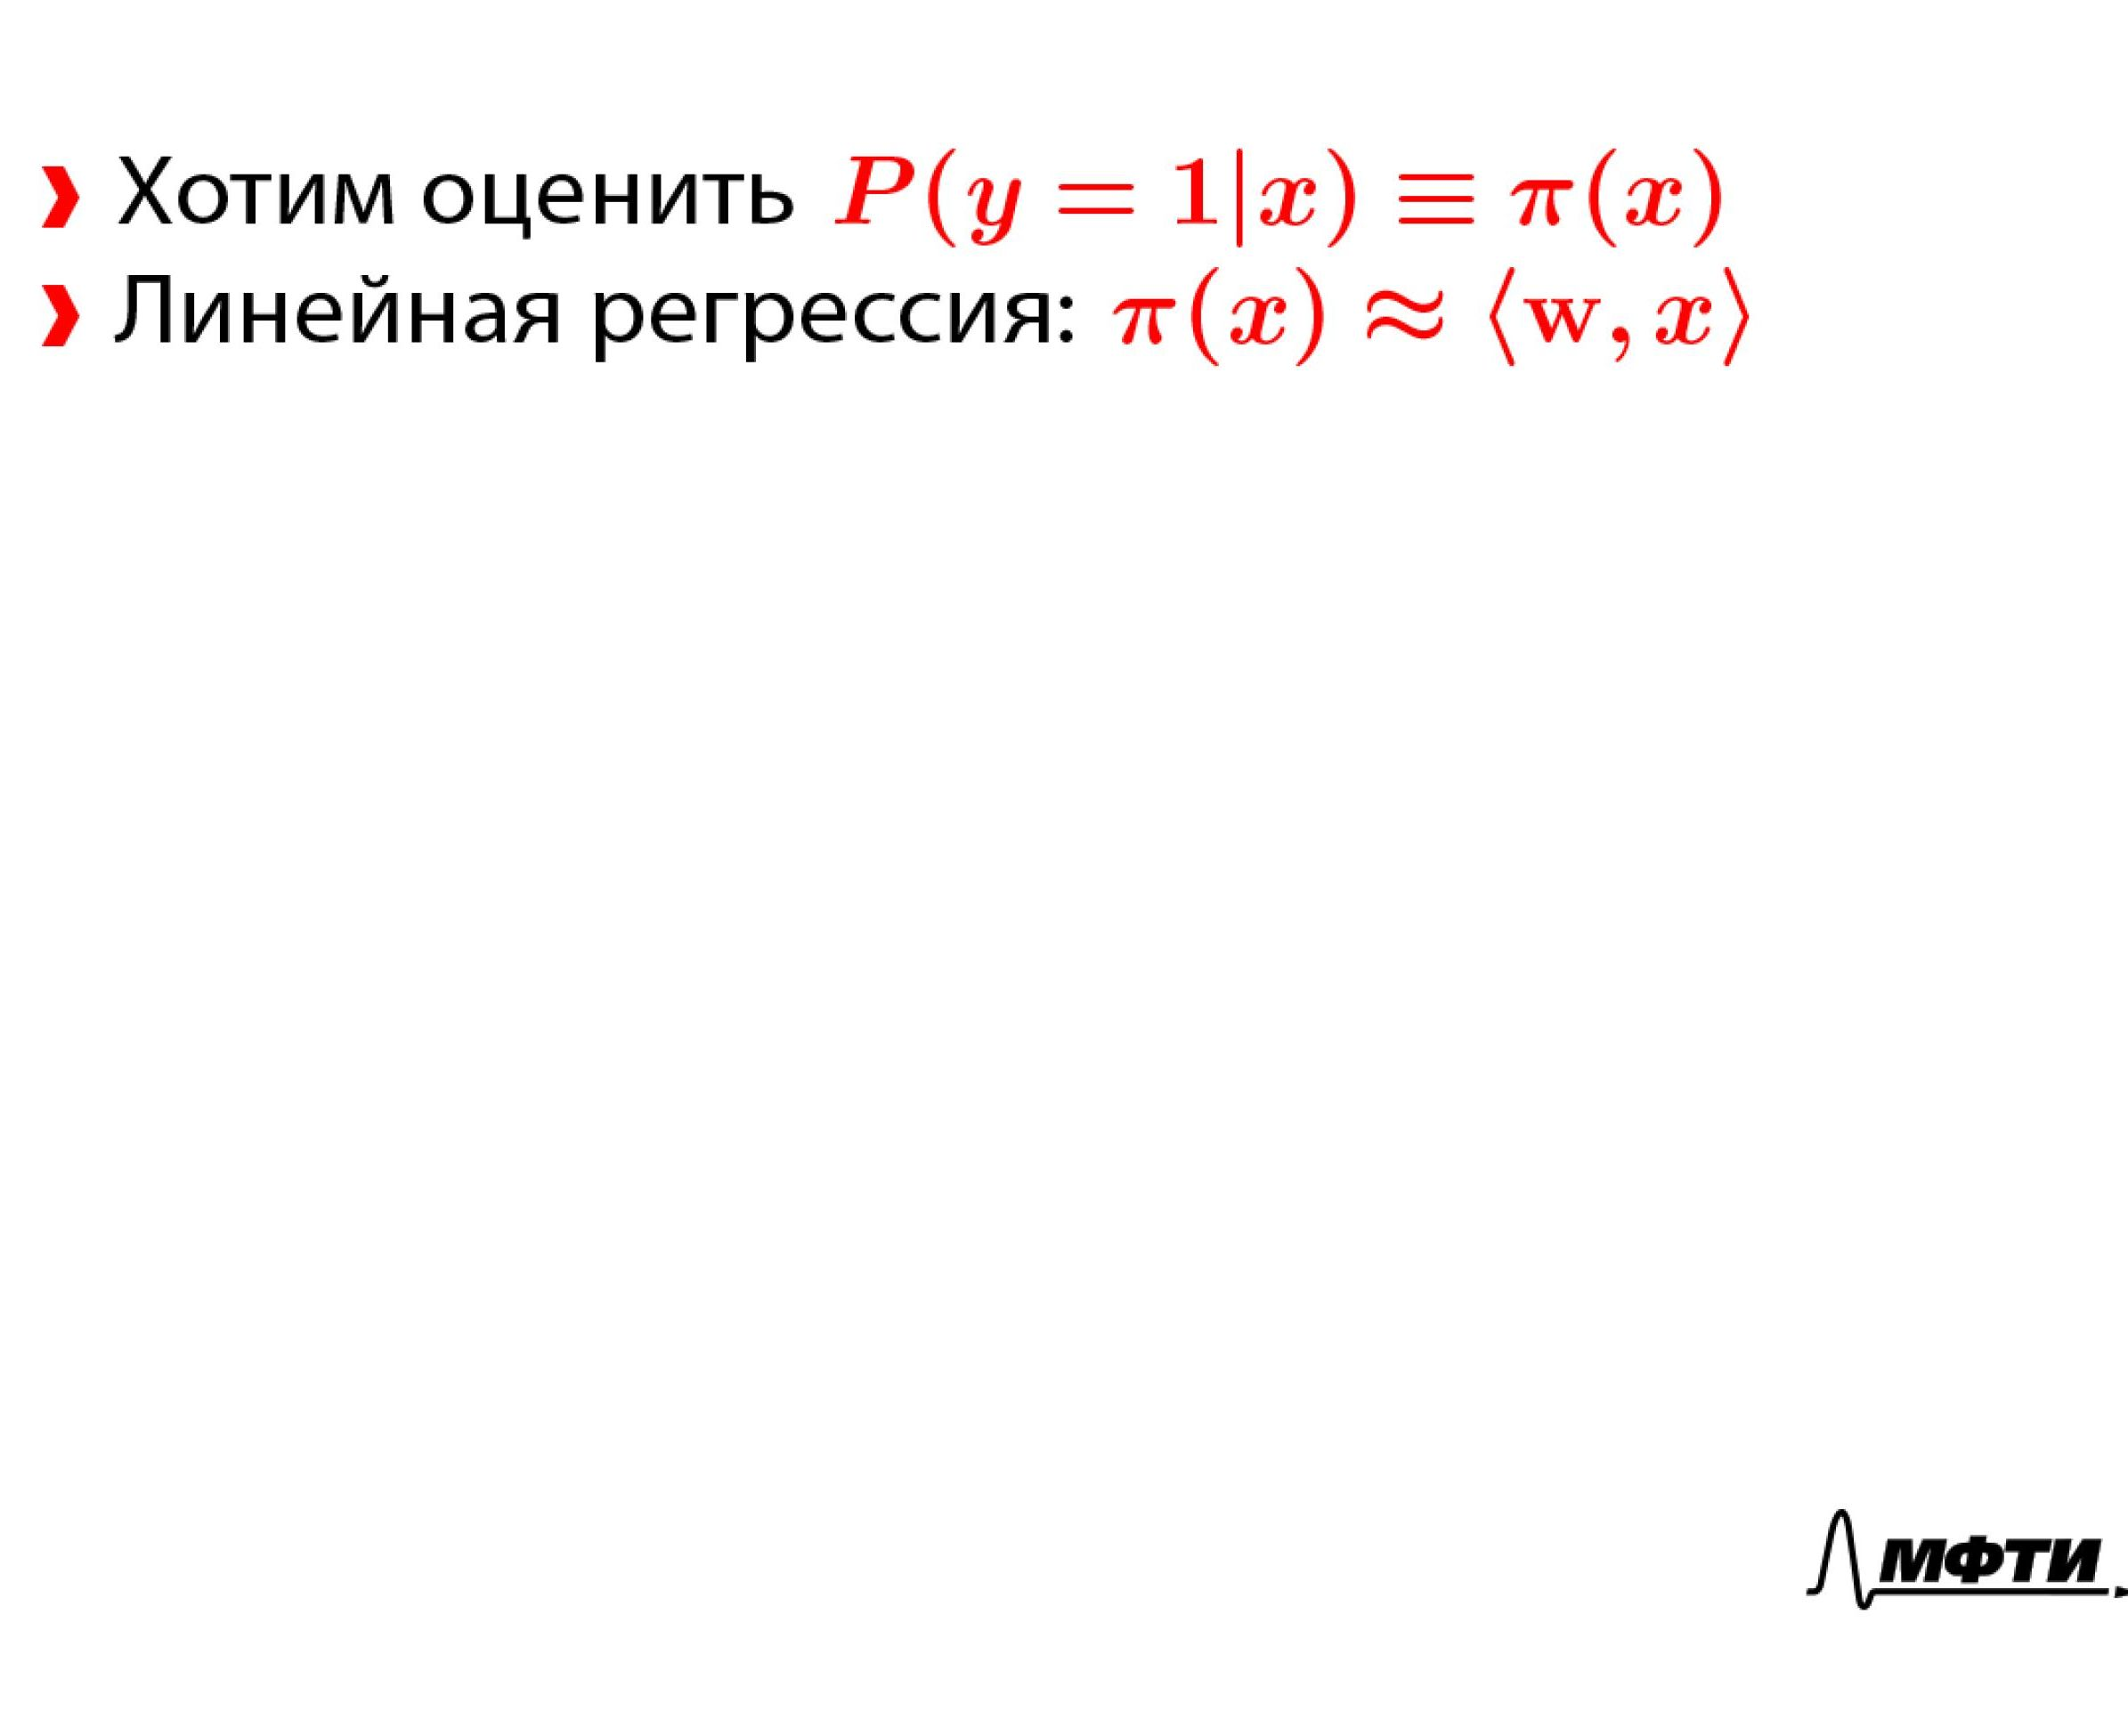 ❯ Хотим оценить P(y = 1|x) ≡ π(x)
❯ Линейная регрессия: π(x) ≈ ⟨w, x⟩
МФТИ